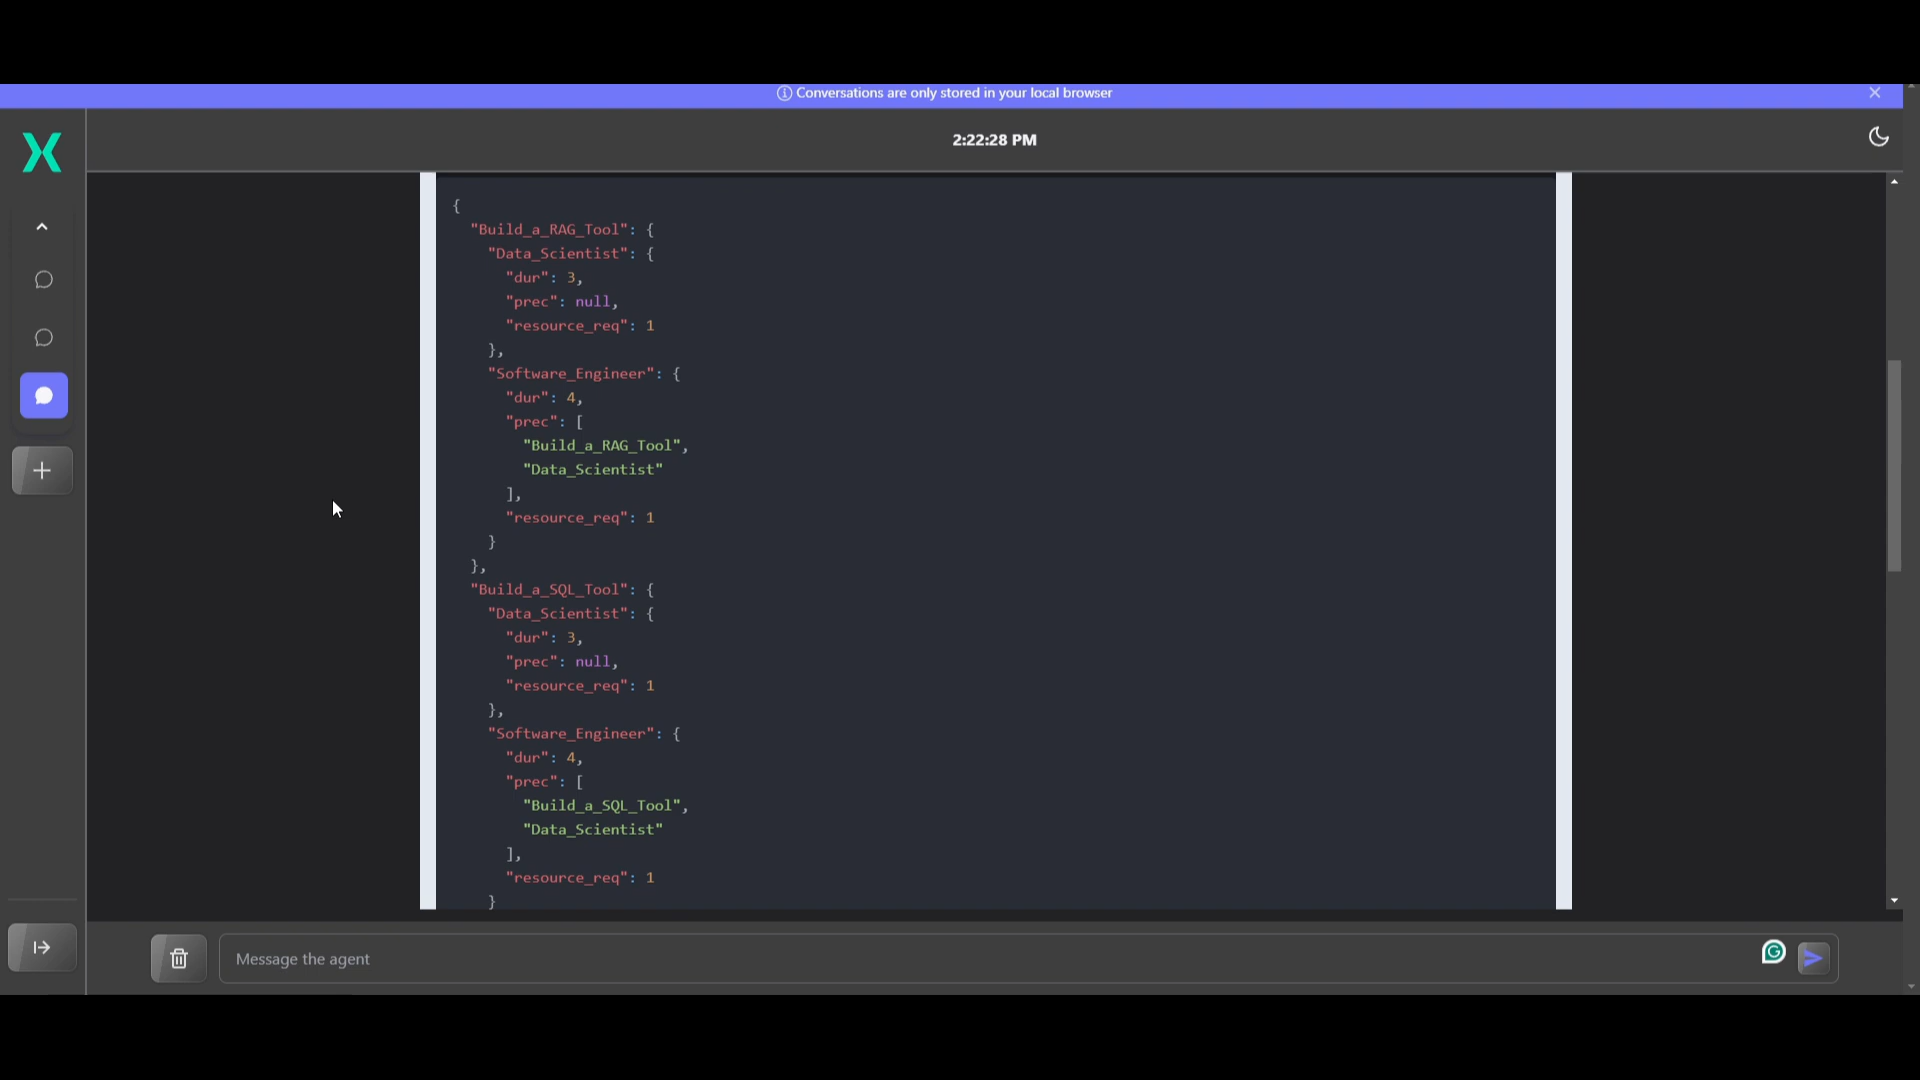 Conversations are only stored in your local browser
2:22:28 PM
{
"Build_a_RAG_Tool": {
"Data_Scientist": {
"dur": 3,
"prec": null,
"resource_req": 1
},
"Software_Engineer": {
"dur": 4,
"prec": [
"Build_a_RAG_Tool",
"Data_Scientist"
],
"resource_req": 1
}
},
"Build_a_SQL_Tool": {
"Data_Scientist": {
"dur": 3,
"prec": null,
"resource_req": 1
},
"Software_Engineer": {
"dur": 4,
"prec": [
"Build_a_SQL_Tool",
"Data_Scientist"
],
"resource_req": 1
}
Message the agent